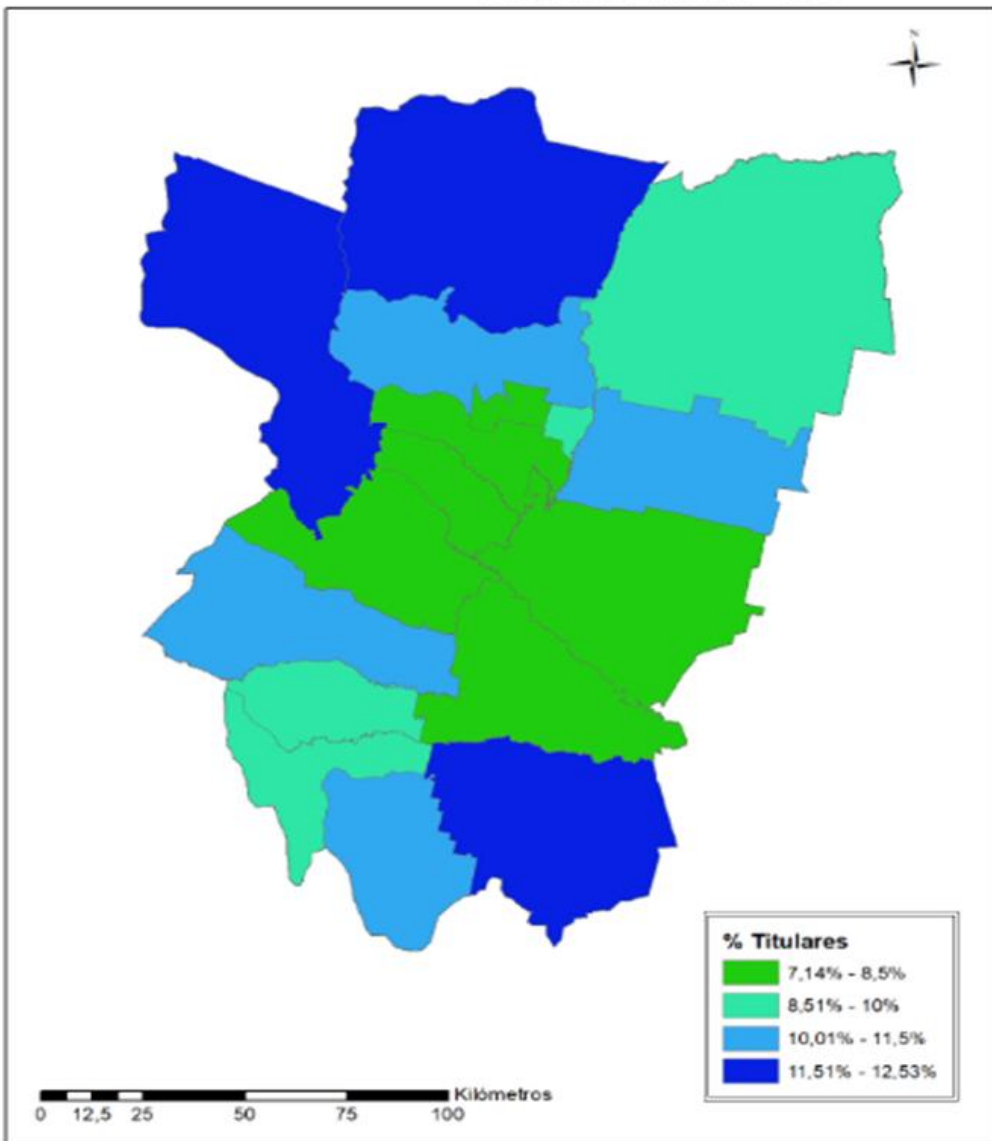 N
% Titulares
7,14% - 8,5%
8,51% - 10%
10,01% - 11,5%
11,51% - 12,53%
Kilómetros
0 12,5 25 50 75 100